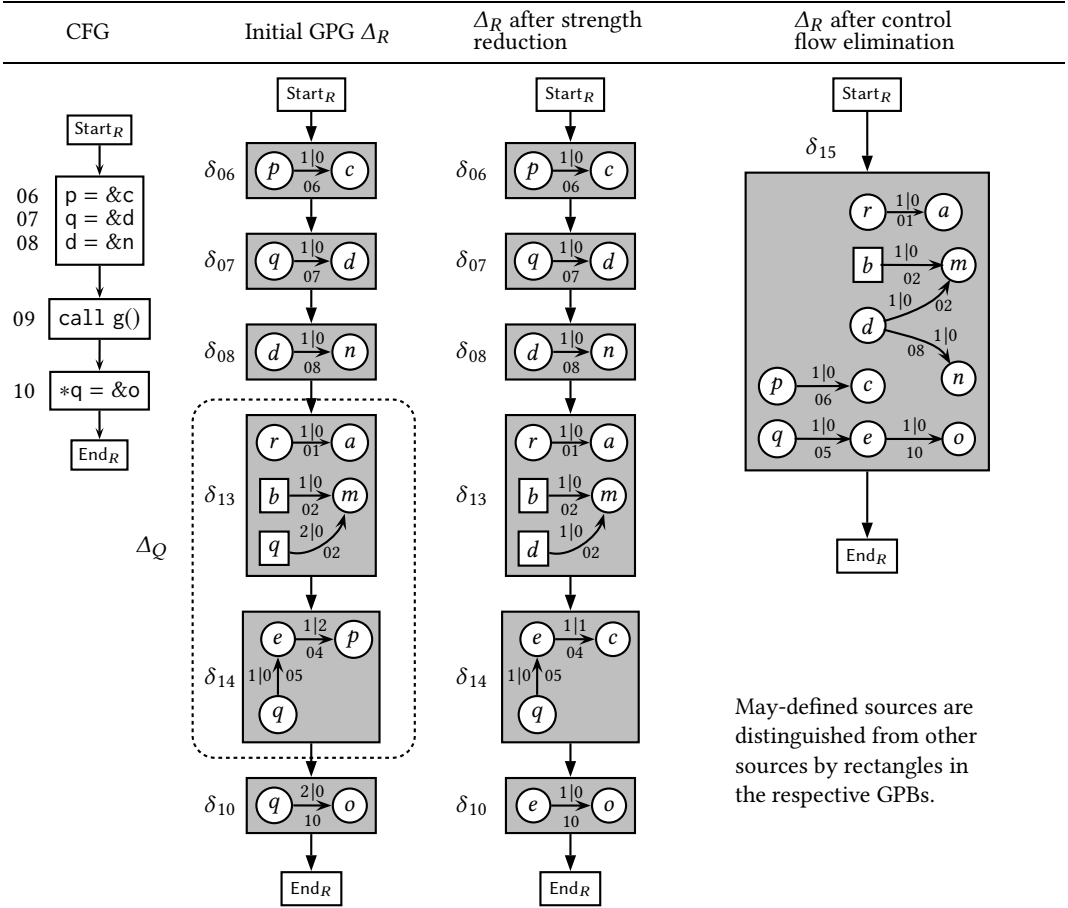 CFG
Initial GPG Δ_R
Δ_R after strength reduction
Δ_R after control flow elimination
Start_R
06 p = &c
07 q = &d
08 d = &n
09 call g()
10 *q = &o
End_R
Start_R
δ06 p 1|0 06 c
δ07 q 1|0 07 d
δ08 d 1|0 08 n
Δ_Q
δ13
r 1|0 01 a
b 1|0 02 m
q 2|0 02
δ14
e 1|2 04 p
1|0 05
q
δ10 q 2|0 10 o
End_R
Start_R
δ06 p 1|0 06 c
δ07 q 1|0 07 d
δ08 d 1|0 08 n
δ13
r 1|0 01 a
b 1|0 02 m
d 1|0 02
δ14
e 1|1 04 c
1|0 05
q
δ10 e 1|0 10 o
End_R
Start_R
δ15
r 1|0 01 a
b 1|0 02 m
1|0 02
d 1|0
08 n
p 1|0 06 c
q 1|0 05 e 1|0 10 o
End_R
May-defined sources are
distinguished from other
sources by rectangles in
the respective GPBs.